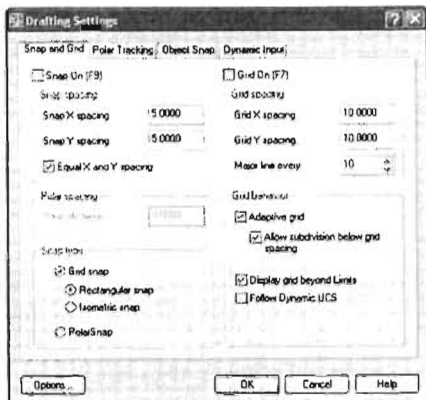 Drafting Settings
Snap and Grid Polar Tracking Object Snap Dynamic Input
Snap On (F9)
Snap spacing
Snap X spacing 5.0000
Snap Y spacing 5.0000
Equal X and Y spacing
Polar spacing
Snap type
Grid snap
Rectangular snap
Isometric snap
PolarSnap
Grid On (F7)
Grid spacing
Grid X spacing 10.0000
Grid Y spacing 10.0000
Major line every 10
Grid behavior
Adaptive grid
Allow subdivision below grid
spacing
Display grid beyond Limits
Follow Dynamic UCS
Options... OK Cancel Help